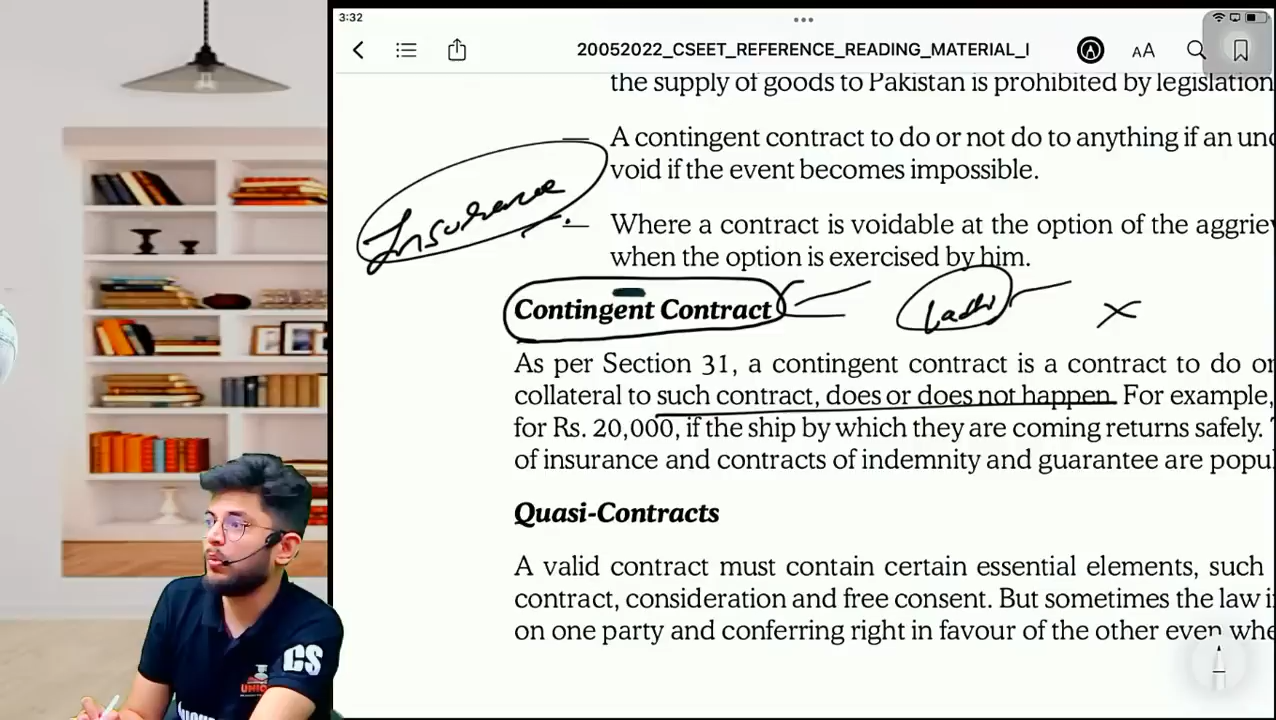 3:32
20052022_CSEET_REFERENCE_READING_MATERIAL_I
AA
the supply of goods to Pakistan is prohibited by legislation
— A contingent contract to do or not do to anything if an unc
void if the event becomes impossible.
Insurance
— Where a contract is voidable at the option of the aggrie
when the option is exercised by him.
Contingent Contract
As per Section 31, a contingent contract is a contract to do or
collateral to such contract, does or does not happen. For example,
for Rs. 20,000, if the ship by which they are coming returns safely. T
of insurance and contracts of indemnity and guarantee are popu
Quasi-Contracts
A valid contract must contain certain essential elements, such
contract, consideration and free consent. But sometimes the law i
on one party and conferring right in favour of the other even whe
CS